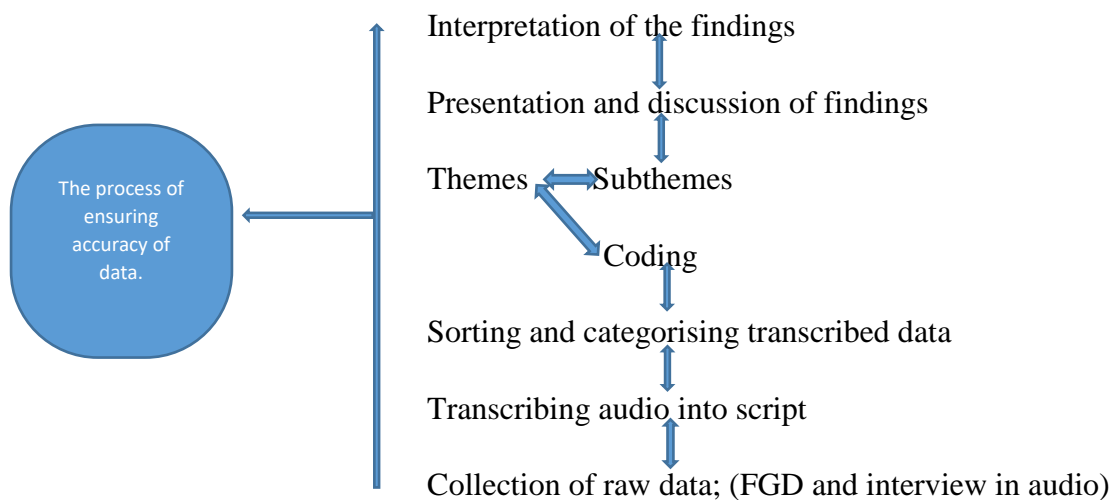 Interpretation of the findings
Presentation and discussion of findings
The process of
ensuring
accuracy of
data.
Themes Subthemes
Coding
Sorting and categorising transcribed data
Transcribing audio into script
Collection of raw data; (FGD and interview in audio)